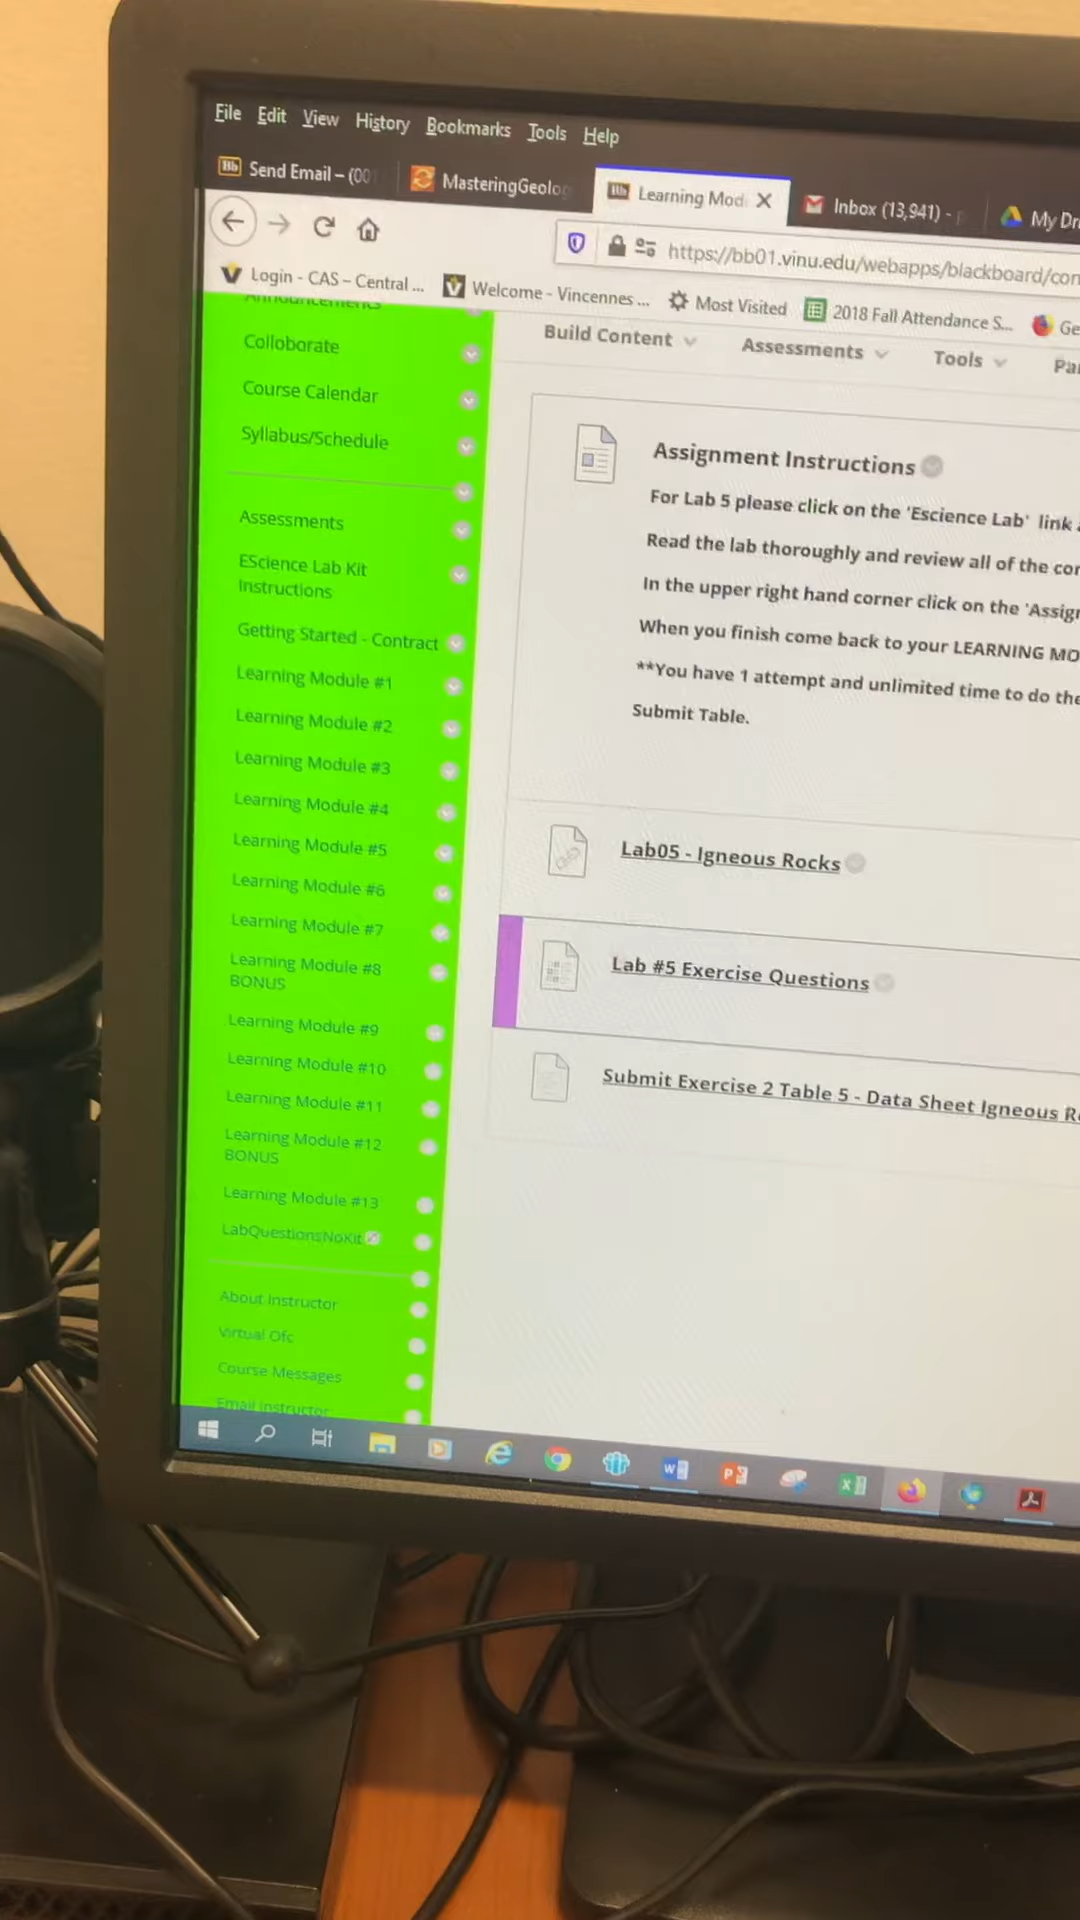 File Edit View History Bookmarks Tools Help
Send Email – (00
MasteringGeolog
Learning Mod
Inbox (13,941) -
My Dr
https://bb01.vinu.edu/webapps/blackboard/con
Login - CAS – Central ...
Welcome - Vincennes ...
Most Visited
2018 Fall Attendance S...
Ge
Announcements
Colloborate
Course Calendar
Syllabus/Schedule
Assessments
EScience Lab Kit
Instructions
Getting Started - Contract
Learning Module #1
Learning Module #2
Learning Module #3
Learning Module #4
Learning Module #5
Learning Module #6
Learning Module #7
Learning Module #8
BONUS
Learning Module #9
Learning Module #10
Learning Module #11
Learning Module #12
BONUS
Learning Module #13
LabQuestionsNoKit
About Instructor
Virtual Ofc
Course Messages
Email Instructor
Build Content Assessments Tools Par
Assignment Instructions
For Lab 5 please click on the 'Escience Lab' link
Read the lab thoroughly and review all of the cor
In the upper right hand corner click on the 'Assign
When you finish come back to your LEARNING MO
**You have 1 attempt and unlimited time to do the
Submit Table.
Lab05 - Igneous Rocks
Lab #5 Exercise Questions
Submit Exercise 2 Table 5 - Data Sheet Igneous R